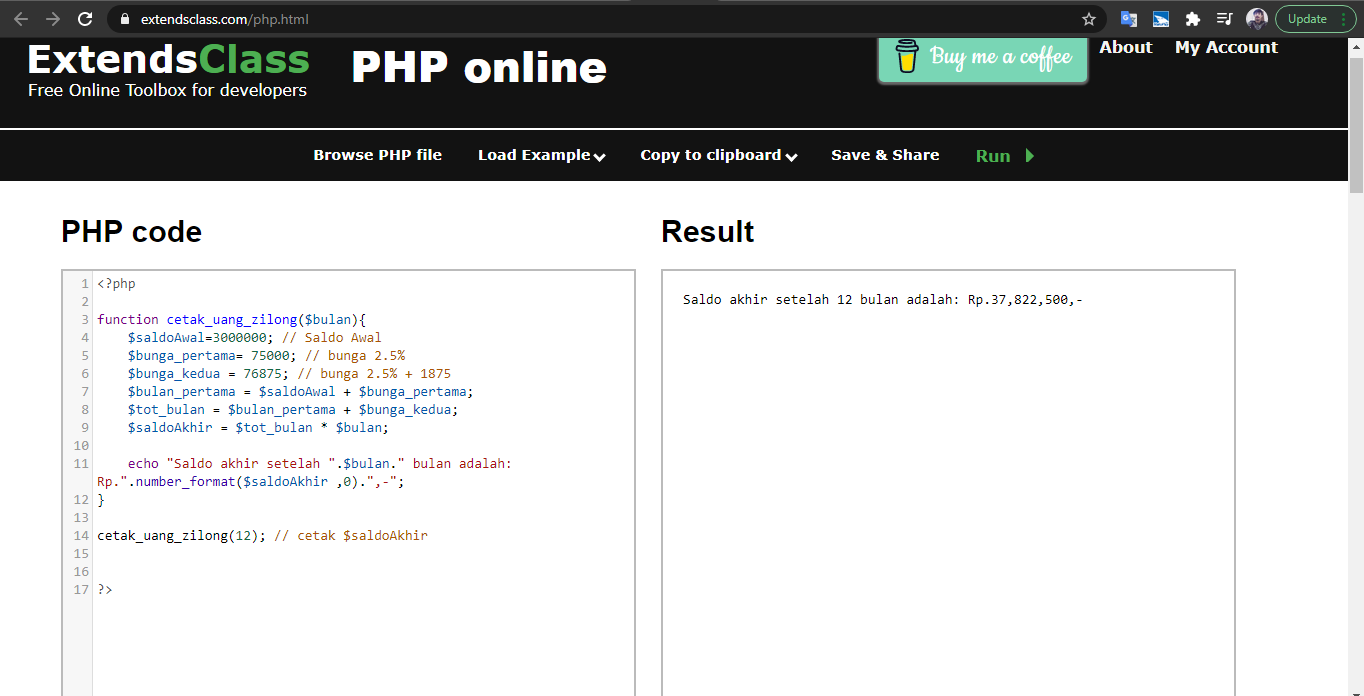 extendsclass.com/php.html
Update
ExtendsClass
Free Online Toolbox for developers
PHP online
Buy me a coffee
About
My Account
Browse PHP file
Load Example
Copy to clipboard
Save & Share
Run
PHP code
1 <?php
2
3 function cetak_uang_zilong($bulan){
4 $saldoAwal=3000000; // Saldo Awal
5 $bunga_pertama= 75000; // bunga 2.5%
6 $bunga_kedua = 76875; // bunga 2.5% + 1875
7 $bulan_pertama = $saldoAwal + $bunga_pertama;
8 $tot_bulan = $bulan_pertama + $bunga_kedua;
9 $saldoAkhir = $tot_bulan * $bulan;
10
11 echo "Saldo akhir setelah ".$bulan." bulan adalah:
Rp.".number_format($saldoAkhir ,0).",-";
12 }
13
14 cetak_uang_zilong(12); // cetak $saldoAkhir
15
16
17 ?>
Result
Saldo akhir setelah 12 bulan adalah: Rp.37,822,500,-